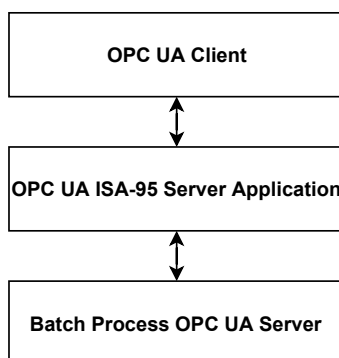 OPC UA Client
OPC UA ISA-95 Server Application
Batch Process OPC UA Server